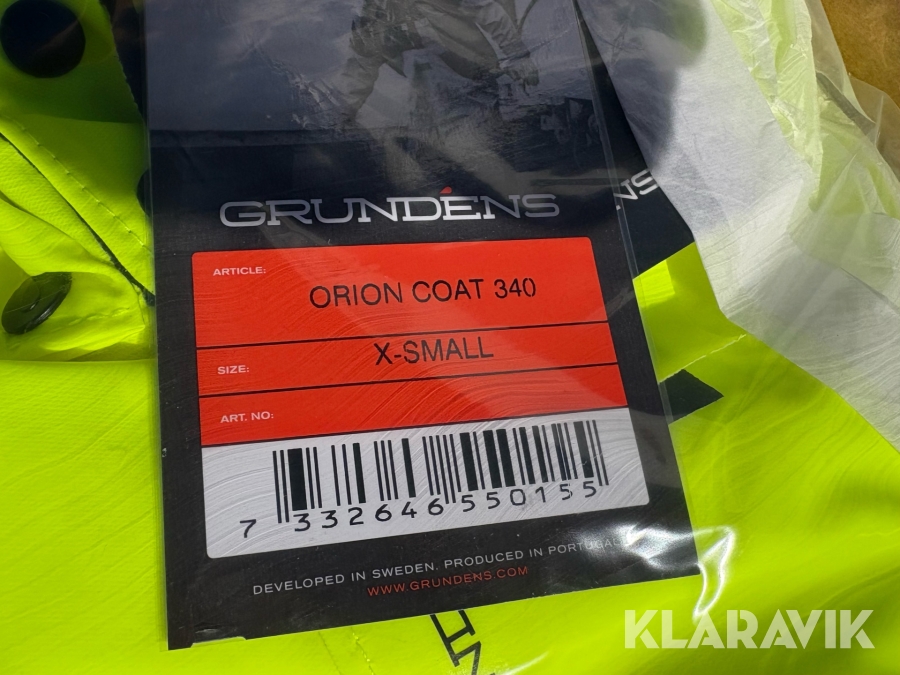 GRUNDÉNS
NS
ARTICLE:
ORION COAT 340
SIZE:
X-SMALL
ART. NO:
7 332646 550155
DEVELOPED IN SWEDEN. PRODUCED IN PORTUGAL
WWW.GRUNDENS.COM
KLARAVIK